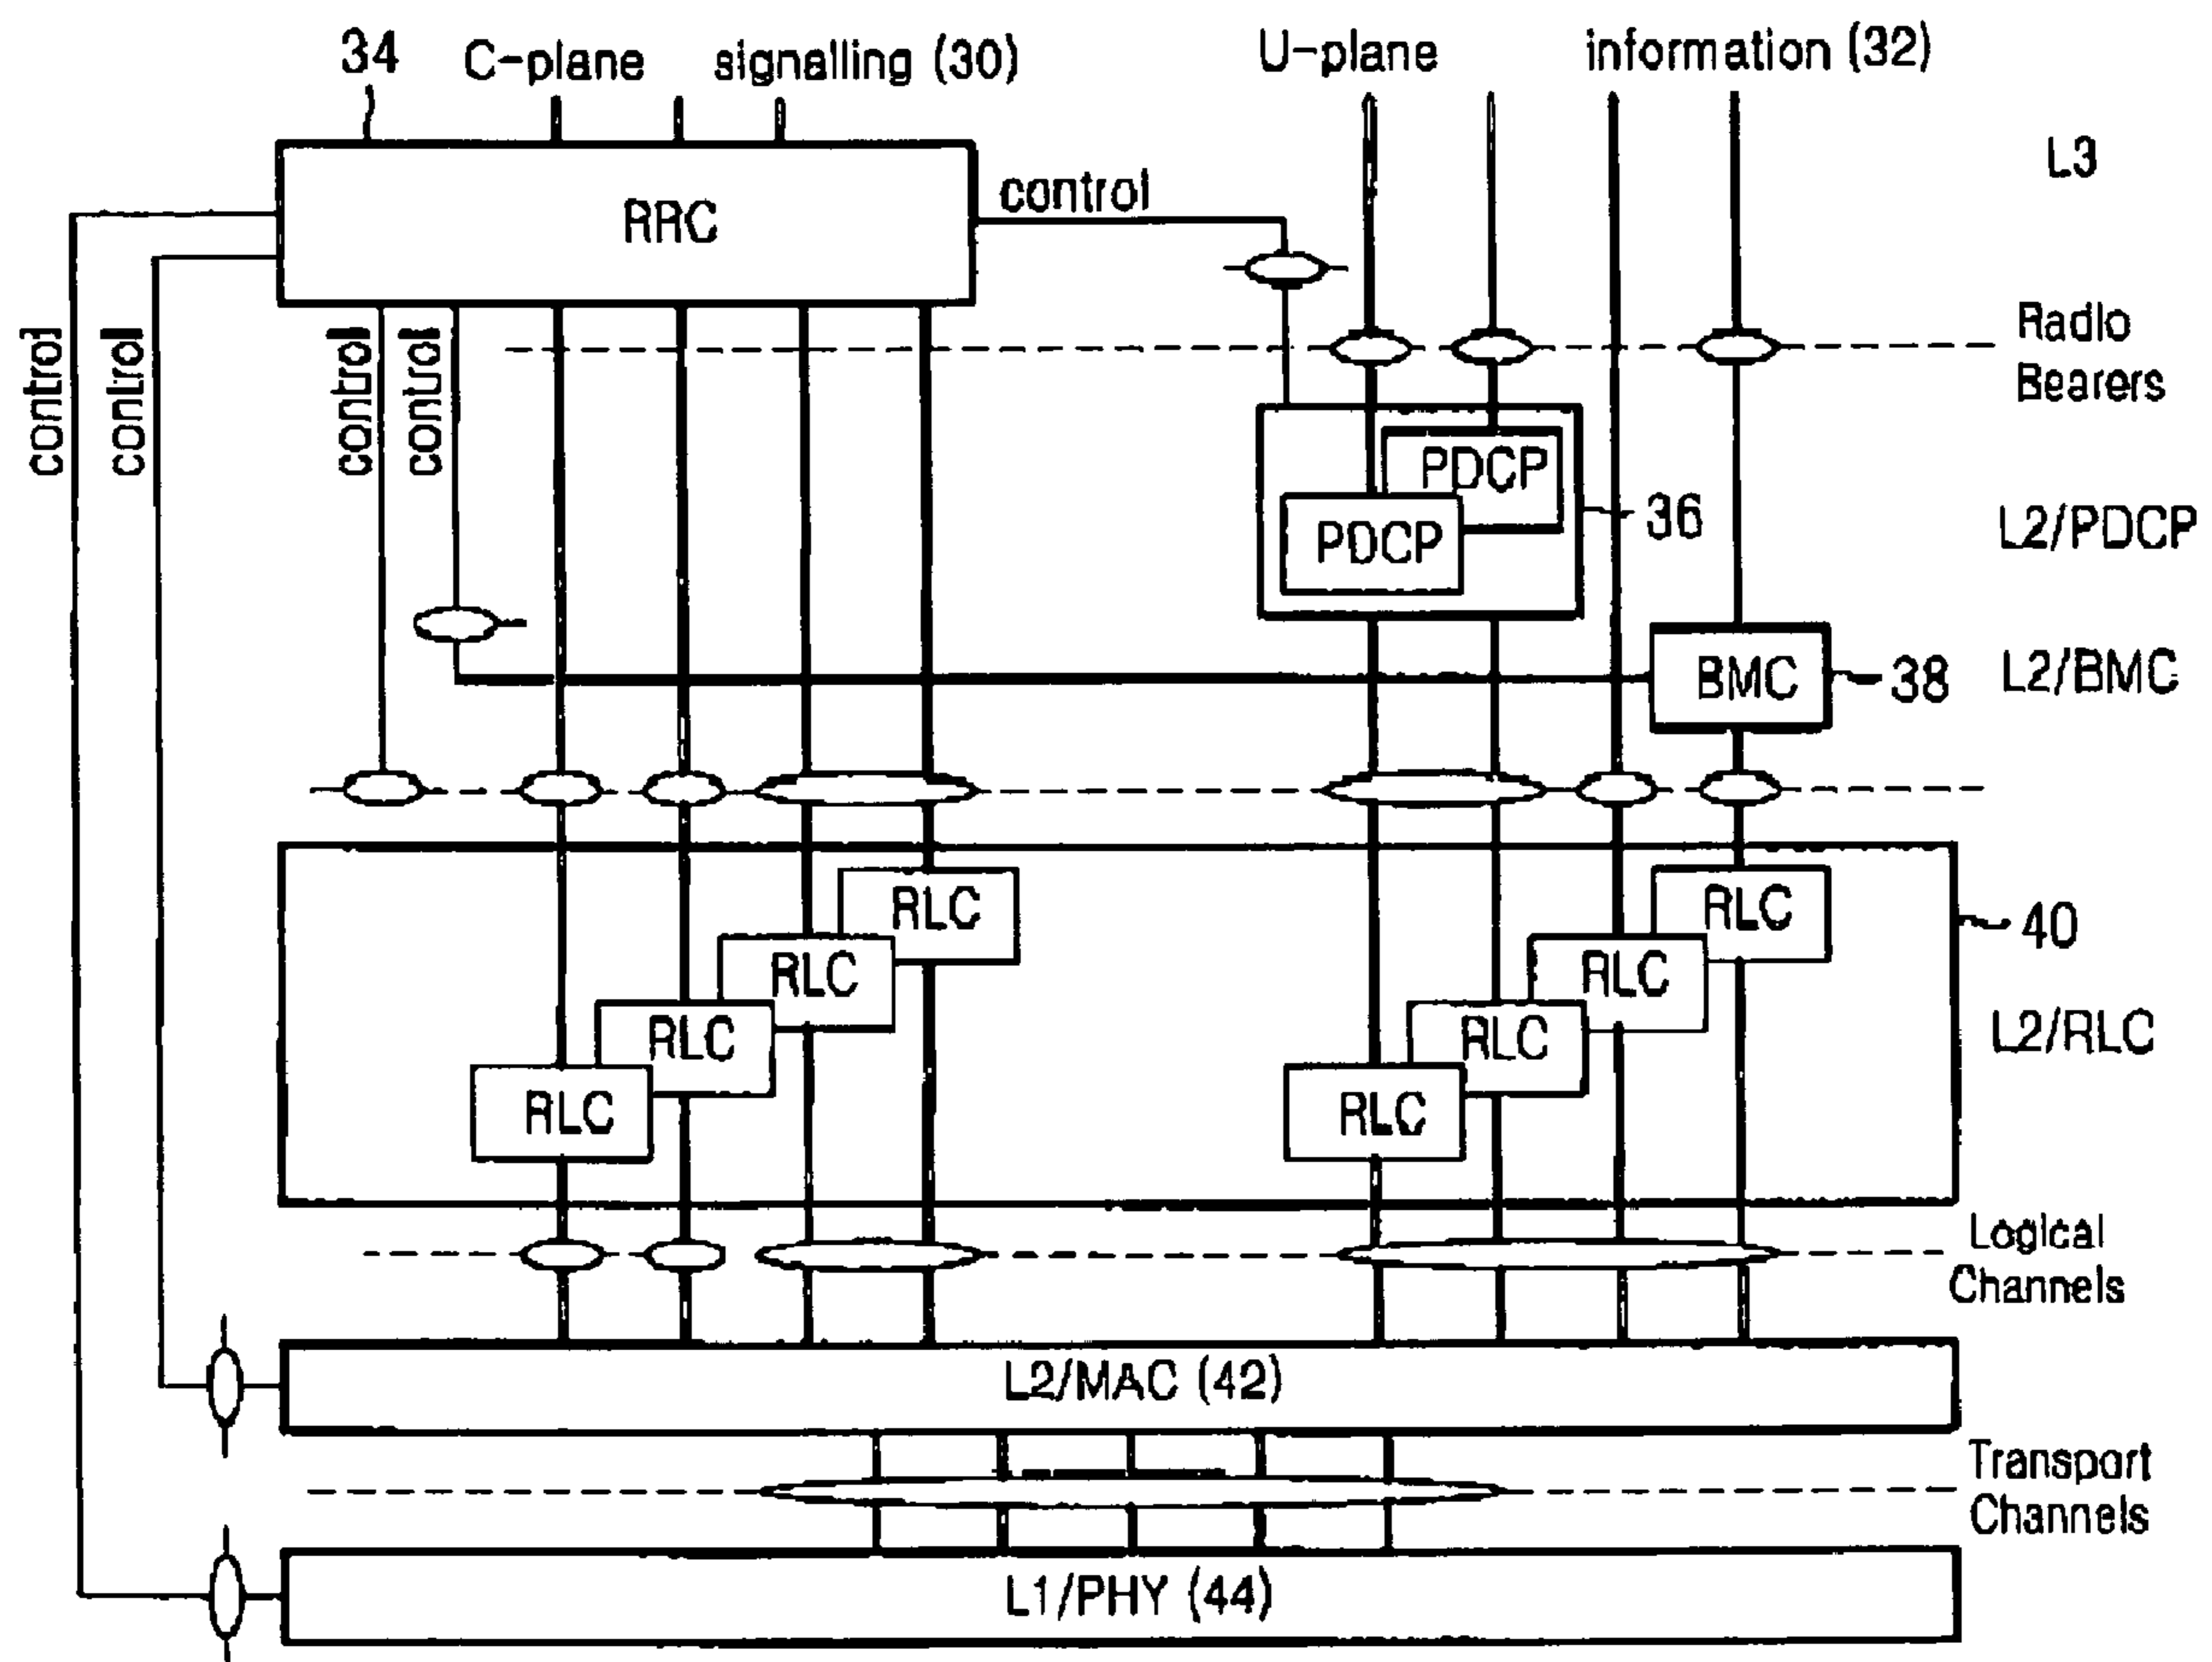 34 C-plane signalling (30) U-plane information (32)
L3
RRC
control
control
control
control
control
Radio
Bearers
PDCP
PDCP
36
L2/PDCP
BMC
38
L2/BMC
RLC
RLC
RLC
RLC
RLC
RLC
RLC
RLC
40
L2/RLC
Logical
Channels
L2/MAC (42)
Transport
Channels
L1/PHY (44)